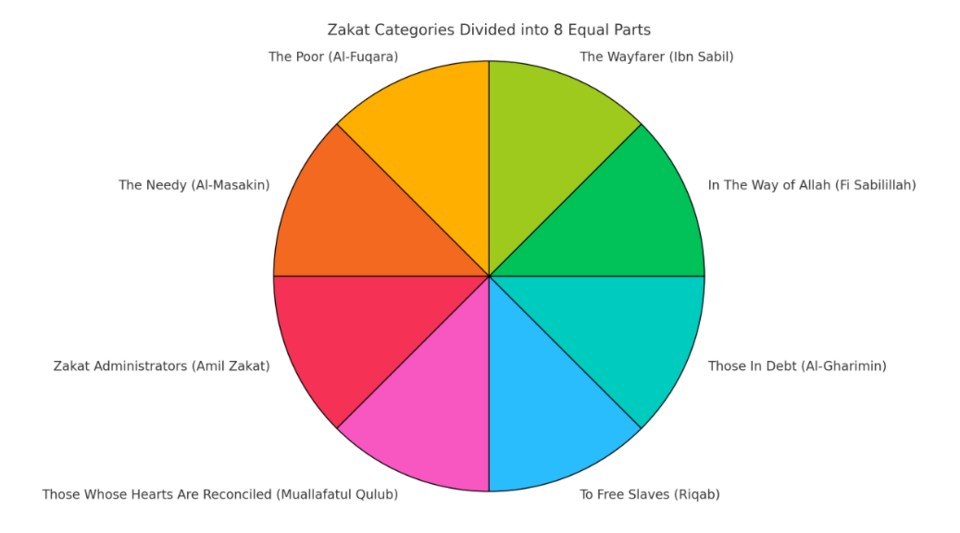 Zakat Categories Divided into 8 Equal Parts
The Poor (Al-Fuqara)
The Wayfarer (Ibn Sabil)
The Needy (Al-Masakin)
In The Way of Allah (Fi Sabilillah)
Zakat Administrators (Amil Zakat)
Those In Debt (Al-Gharimin)
Those Whose Hearts Are Reconciled (Muallafatul Qulub)
To Free Slaves (Riqab)